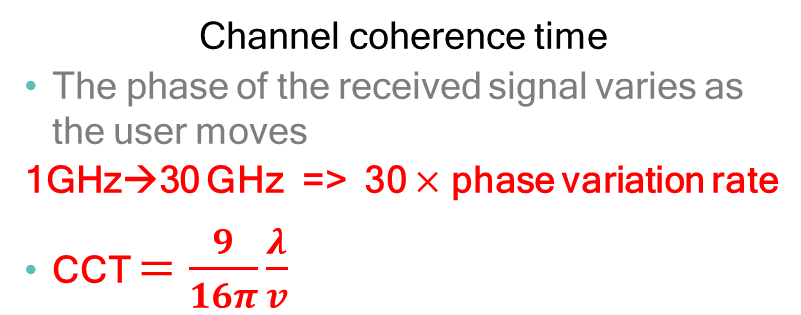 Channel coherence time
• The phase of the received signal varies as
the user moves
1GHz→30 GHz => 30 × phase variation rate
• CCT = 9/16π λ/v